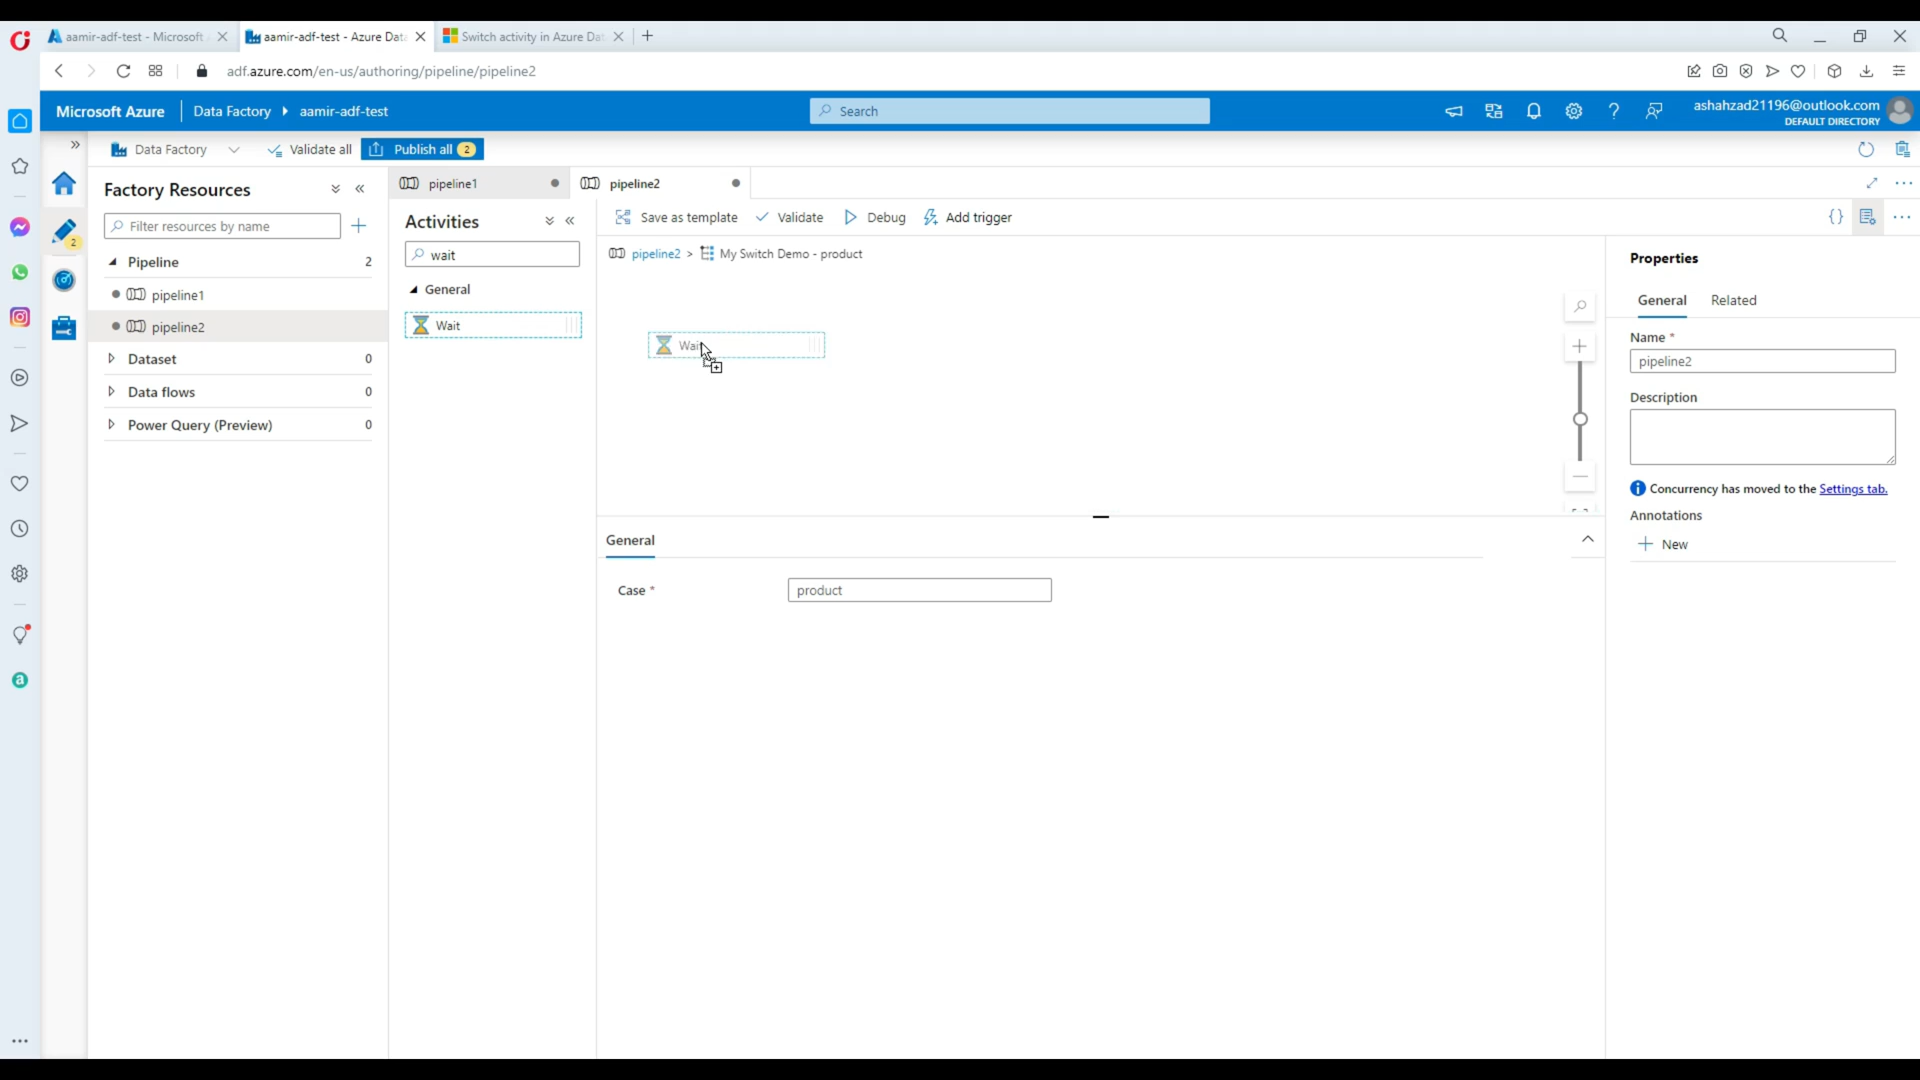 aamir-adf-test - Microsoft
aamir-adf-test - Azure Dat
Switch activity in Azure Dat
adf.azure.com/en-us/authoring/pipeline/pipeline2
Microsoft Azure
Data Factory
aamir-adf-test
Search
ashahzad21196@outlook.com
DEFAULT DIRECTORY
Data Factory
Validate all
Publish all 2
Factory Resources
pipeline1
pipeline2
Activities
Save as template
Validate
Debug
Add trigger
{}
Filter resources by name
2
wait
pipeline2 > My Switch Demo - product
Properties
Pipeline 2
General
General
Related
pipeline1
Wait
Wait
pipeline2
Name *
pipeline2
Dataset 0
Data flows 0
Description
Power Query (Preview) 0
Concurrency has moved to the Settings tab.
Annotations
New
General
Case *
product
a